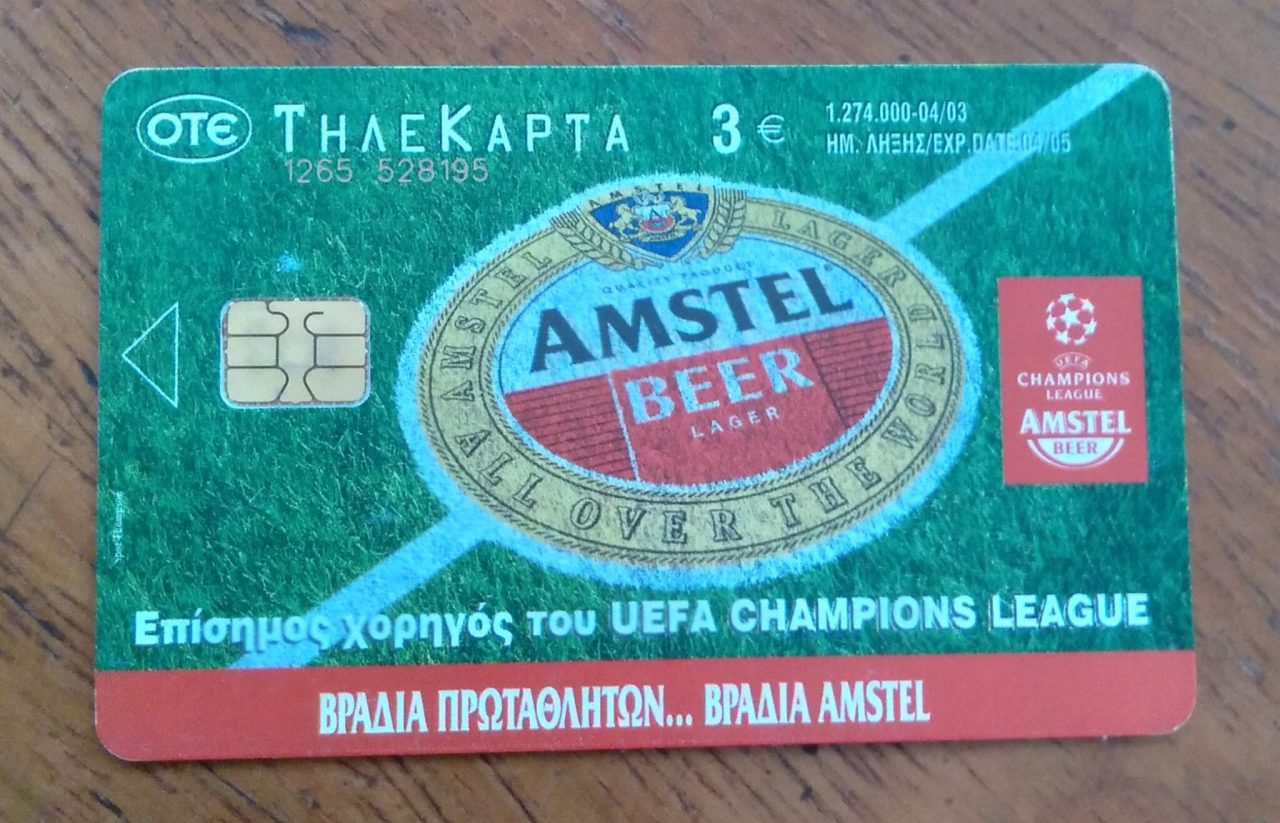 ΟΤЄ ΤΗΛΕΚΑΡΤΑ 3 €
1265 528195
1.274.000-04/03
ΗΜ. ΛΗΞΗΣ/EXP.DATE:04/05
AMSTEL
AMSTEL LAGER ALL OVER THE WORLD
QUALITY PRODUCT
AMSTEL®
BEER
LAGER
UEFA
CHAMPIONS
LEAGUE
AMSTEL
BEER
Επίσημος χορηγός του UEFA CHAMPIONS LEAGUE
ΒΡΑΔΙΑ ΠΡΩΤΑΘΛΗΤΩΝ... ΒΡΑΔΙΑ AMSTEL